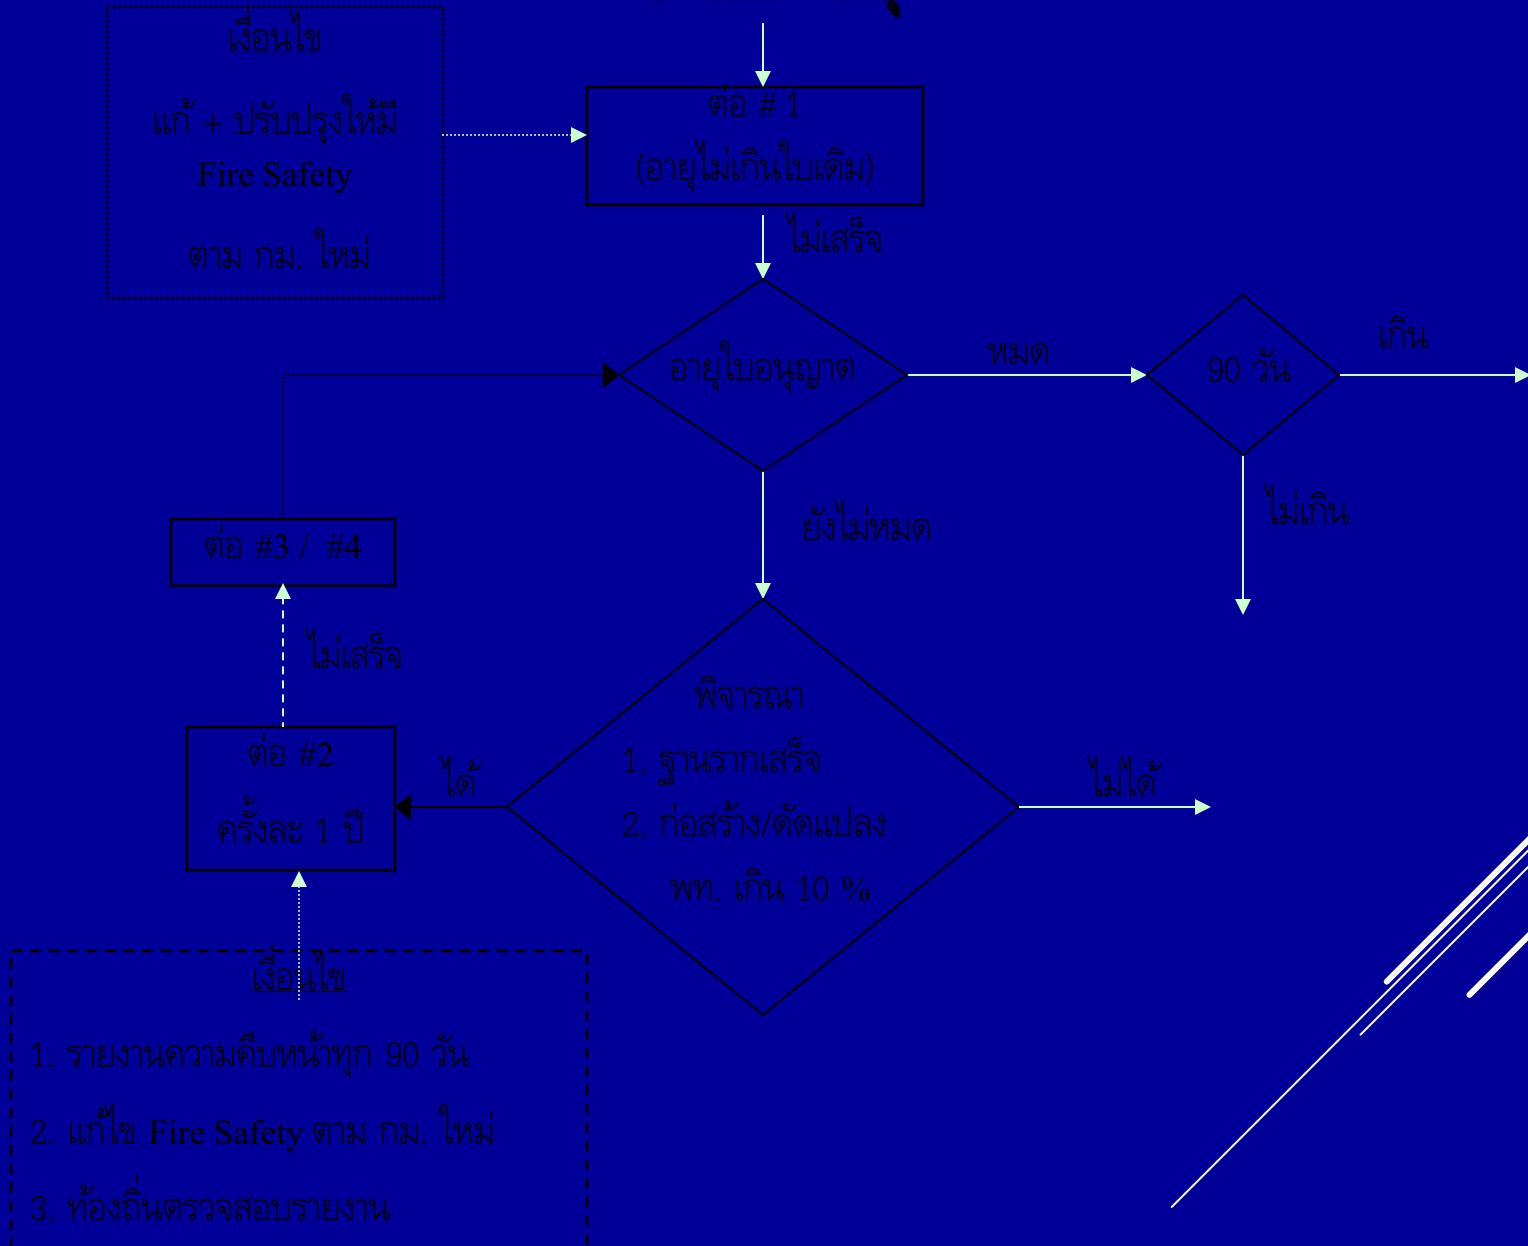 เงื่อนไข
แก้ + ปรับปรุงให้มี
Fire Safety
ตาม กม. ใหม่
ต่อ # 1
(อายุไม่เกินใบเดิม)
ไม่เสร็จ
อายุใบอนุญาต
หมด
90 วัน
เกิน
ไม่เกิน
ยังไม่หมด
ต่อ #3 / #4
ไม่เสร็จ
ต่อ #2
ครั้งละ 1 ปี
ได้
พิจารณา
1. ฐานรากเสร็จ
2. ก่อสร้าง/ดัดแปลง
พท. เกิน 10 %
ไม่ได้
เงื่อนไข
1. รายงานความคืบหน้าทุก 90 วัน
2. แก้ไข Fire Safety ตาม กม. ใหม่
3. ท้องถิ่นตรวจสอบรายงาน